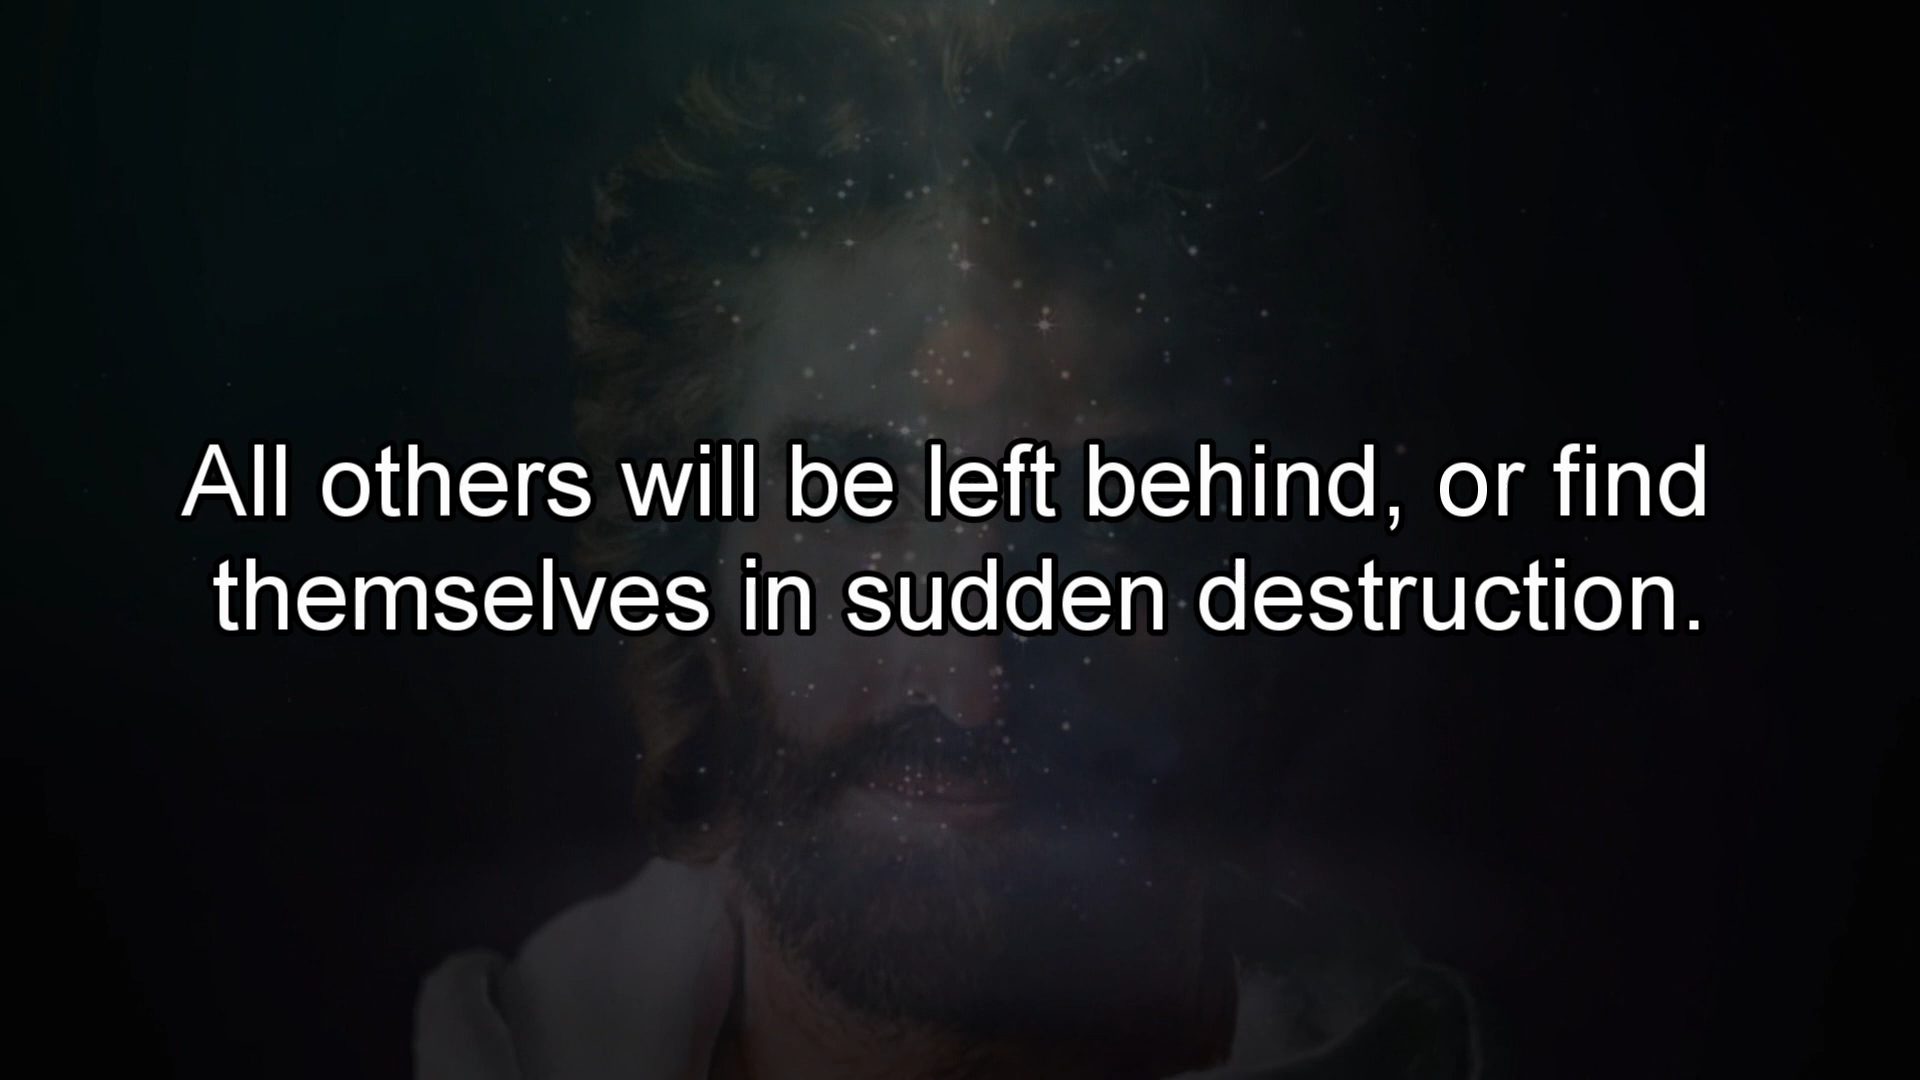 All others will be left behind, or find
themselves in sudden destruction.